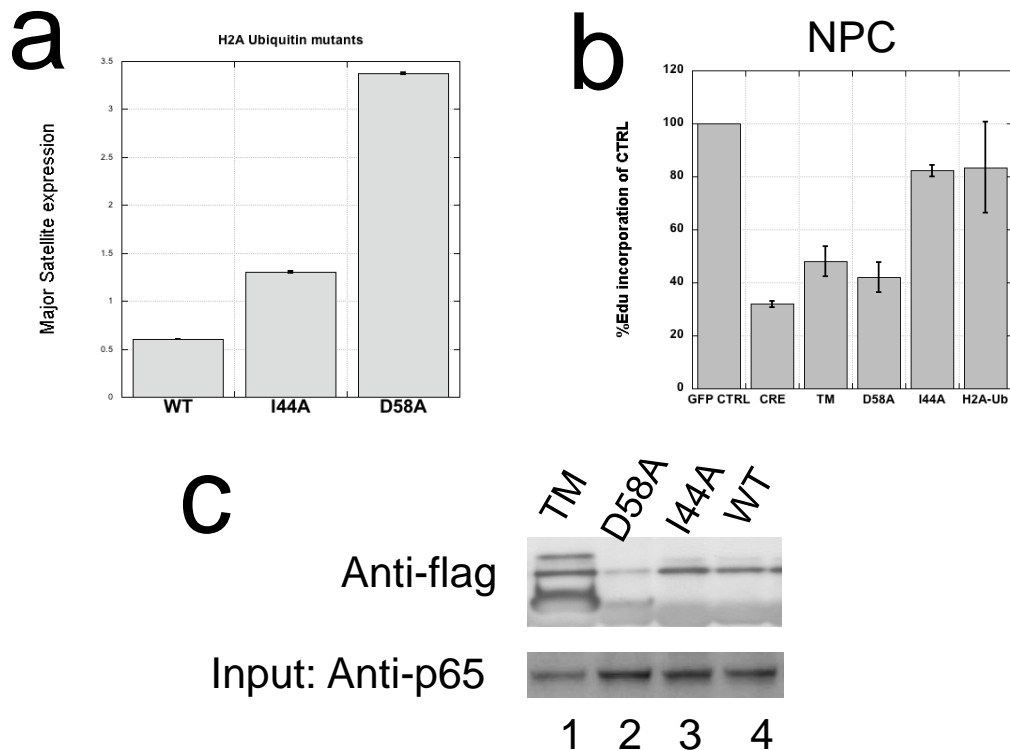 a
H2A Ubiquitin mutants
Major Satellite expression
3.5
3
2.5
2
1.5
1
0.5
0
WT I44A D58A
b
NPC
%Edu incorporation of CTRL
120
100
80
60
40
20
0
GFP CTRL CRE TM D58A I44A H2A-Ub
c
TM D58A I44A WT
Anti-flag
Input: Anti-p65
1 2 3 4